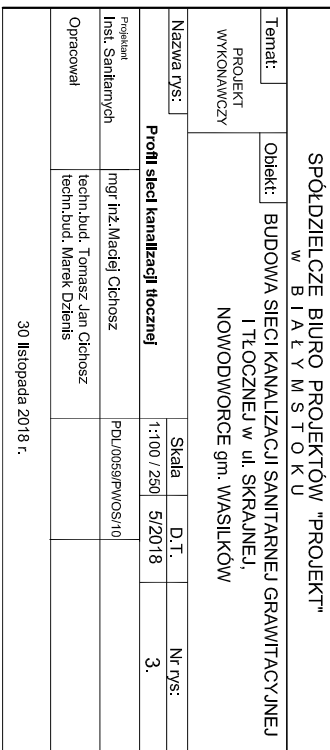 SPÓŁDZIELCZE BIURO PROJEKTÓW "PROJEKT"
w B I A Ł Y M S T O K U
Temat:
PROJEKT
WYKONAWCZY
Obiekt: BUDOWA SIECI KANALIZACJI SANITARNEJ GRAWITACYJNEJ
I TŁOCZNEJ w ul. SKRAJNEJ,
NOWODWORCE gm. WASILKÓW
Nazwa rys:
Profil sieci kanalizacji tłocznej
Skala
1:100 / 250
D.T.
5/2018
Nr rys:
3.
Projektant
Inst. Sanitarnych
mgr inż.Maciej Cichosz
PDL/0059/PWOS/10
Opracował
techn.bud. Tomasz Jan Cichosz
techn.bud. Marek Dzienis
30 listopada 2018 r.